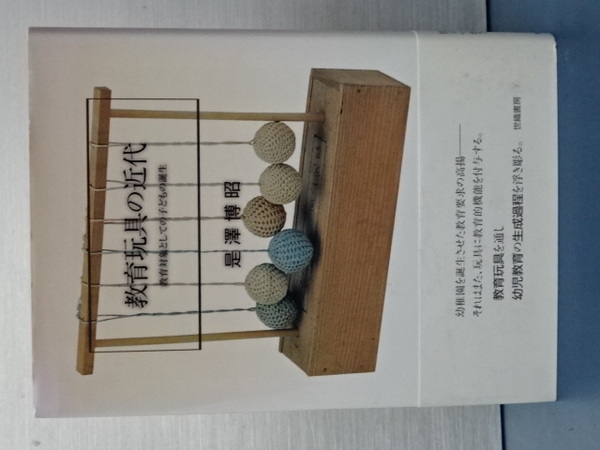 教育玩具の近代
教育対象としての子どもの誕生
是澤博昭
幼稚園を誕生させた教育要求の高揚――
それはまた、玩具に教育的機能を付与する。
教育玩具を通し
幼児教育の生成過程を浮き彫る。
世織書房